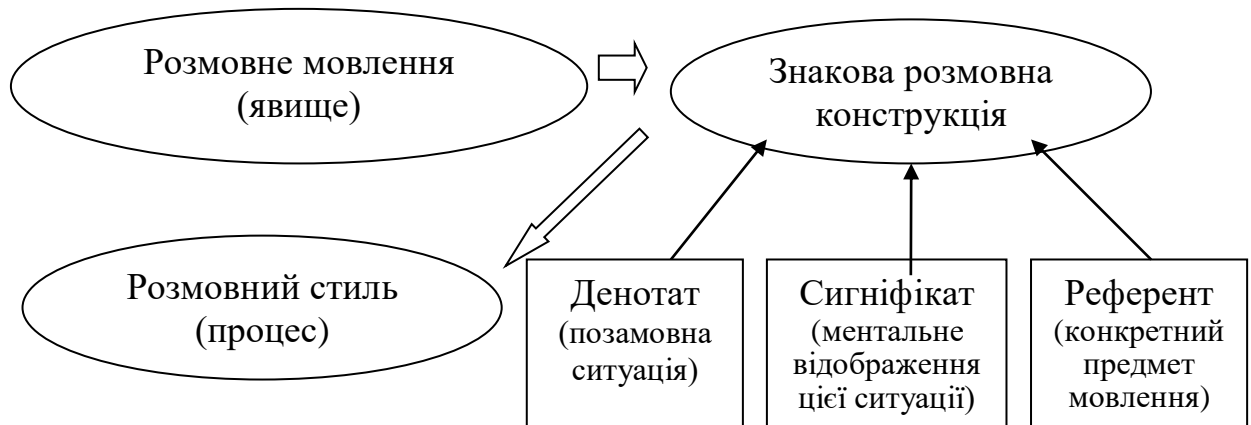 Розмовне мовлення
(явище)
Знакова розмовна
конструкція
Розмовний стиль
(процес)
Денотат
(позамовна
ситуація)
Сигніфікат
(ментальне
відображення
цієї ситуації)
Референт
(конкретний
предмет
мовлення)